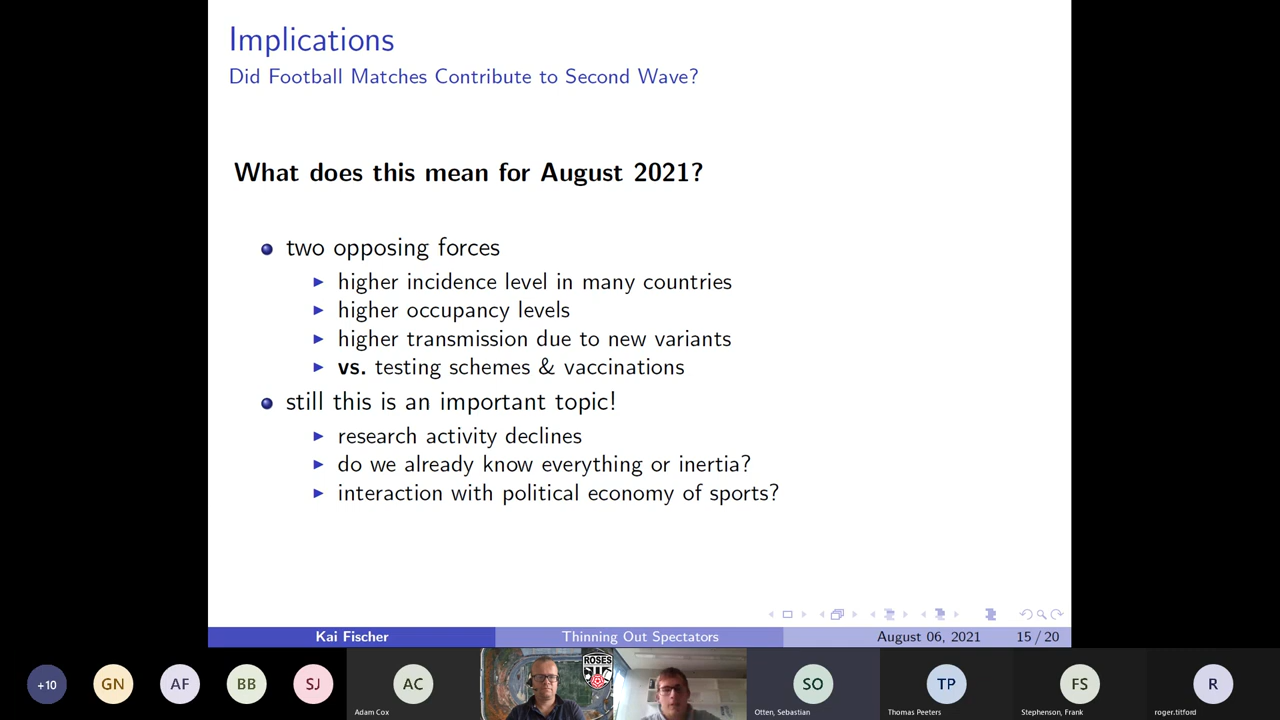 Implications
Did Football Matches Contribute to Second Wave?
What does this mean for August 2021?
two opposing forces
higher incidence level in many countries
higher occupancy levels
higher transmission due to new variants
vs. testing schemes & vaccinations
still this is an important topic!
research activity declines
do we already know everything or inertia?
interaction with political economy of sports?
Kai Fischer
Thinning Out Spectators
August 06, 2021
15 / 20
+10
GN
AF
BB
SJ
AC
ROSES
SO
TP
FS
R
Adam Cox
Otten, Sebastian
Thomas Peeters
Stephenson, Frank
roger.titford